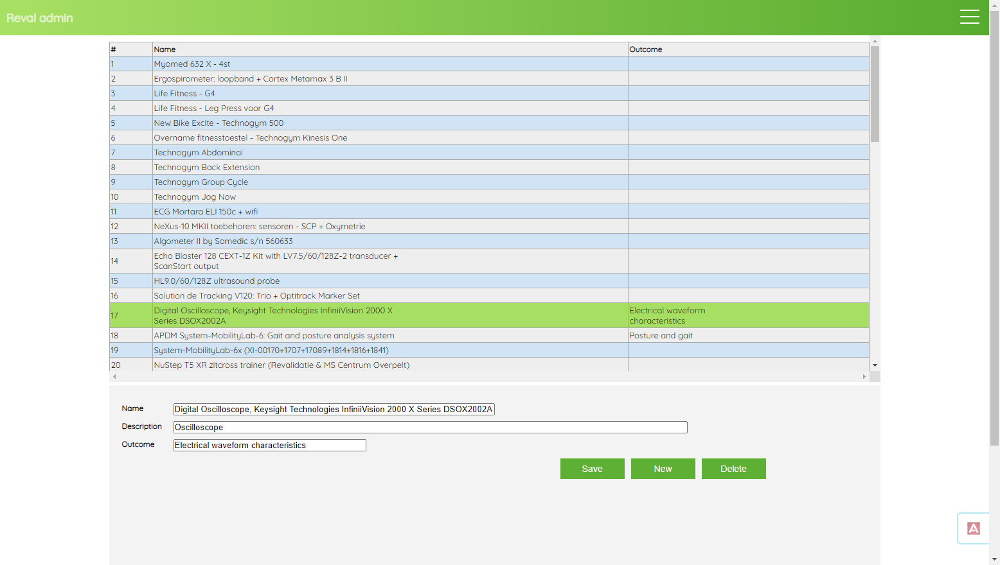 Reval admin
# Name Outcome
1 Myomed 632 X - 4st
2 Ergospirometer: loopband + Cortex Metamax 3 B II
3 Life Fitness - G4
4 Life Fitness - Leg Press voor G4
5 New Bike Excite - Technogym 500
6 Overname fitnesstoestel - Technogym Kinesis One
7 Technogym Abdominal
8 Technogym Back Extension
9 Technogym Group Cycle
10 Technogym Jog Now
11 ECG Mortara ELI 150c + wifi
12 NeXus-10 MKII toebehoren: sensoren - SCP + Oxymetrie
13 Algometer II by Somedic s/n 560633
14 Echo Blaster 128 CEXT-1Z Kit with LV7.5/60/128Z-2 transducer +
ScanStart output
15 HL9.0/60/128Z ultrasound probe
16 Solution de Tracking V120: Trio + Optitrack Marker Set
17 Digital Oscilloscope, Keysight Technologies InfiniiVision 2000 X Electrical waveform
Series DSOX2002A characteristics
18 APDM System-MobilityLab-6: Gait and posture analysis system Posture and gait
19 System-MobilityLab-6x (XI-00170+1707+17089+1814+1816+1841)
20 NuStep T5 XR zitcross trainer (Revalidatie & MS Centrum Overpelt)
Name Digital Oscilloscope, Keysight Technologies InfiniiVision 2000 X Series DSOX2002A
Description Oscilloscope
Outcome Electrical waveform characteristics
Save New Delete
A